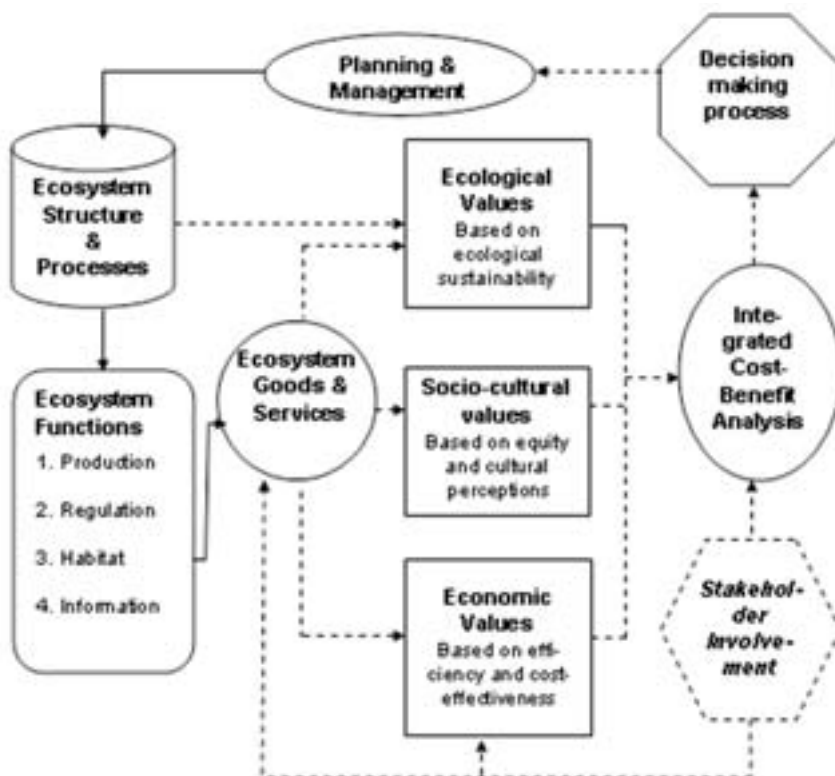 Planning &
Management
Decision
making
process
Ecosystem
Structure
&
Processes
Ecological
Values
Based on
ecological
sustainability
Ecosystem
Goods &
Services
Socio-cultural
values
Based on equity
and cultural
perceptions
Inte-
grated
Cost-
Benefit
Analysis
Ecosystem
Functions
1. Production
2. Regulation
3. Habitat
4. Information
Economic
Values
Based on effi-
ciency and cost-
effectiveness
Stakehol-
der
Involve-
ment